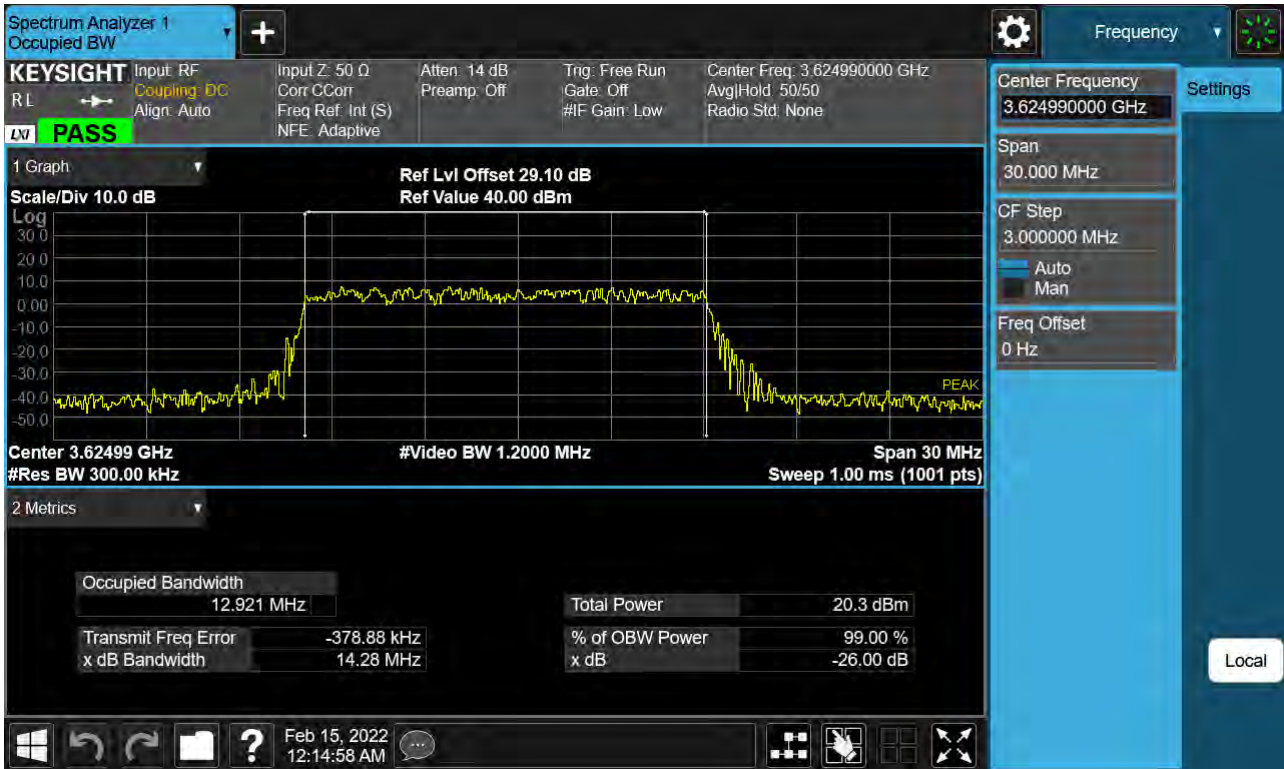 Spectrum Analyzer 1
Occupied BW
+
Frequency
KEYSIGHT
R L
LXI PASS
Input: RF
Coupling: DC
Align: Auto
Input Z: 50 Ω
Corr CCorr
Freq Ref: Int (S)
NFE: Adaptive
Atten: 14 dB
Preamp: Off
Trig: Free Run
Gate: Off
#IF Gain: Low
Center Freq: 3.624990000 GHz
Avg|Hold: 50/50
Radio Std: None
Center Frequency
3.624990000 GHz
Settings
Span
30.000 MHz
CF Step
3.000000 MHz
Auto
Man
Freq Offset
0 Hz
Local
1 Graph
Scale/Div 10.0 dB
Ref Lvl Offset 29.10 dB
Ref Value 40.00 dBm
Log
30.0
20.0
10.0
0.00
-10.0
-20.0
-30.0
-40.0
-50.0
PEAK
Center 3.62499 GHz
#Video BW 1.2000 MHz
Span 30 MHz
#Res BW 300.00 kHz
Sweep 1.00 ms (1001 pts)
2 Metrics
Occupied Bandwidth
12.921 MHz
Total Power 20.3 dBm
Transmit Freq Error -378.88 kHz
% of OBW Power 99.00 %
x dB Bandwidth 14.28 MHz
x dB -26.00 dB
?
Feb 15, 2022
12:14:58 AM